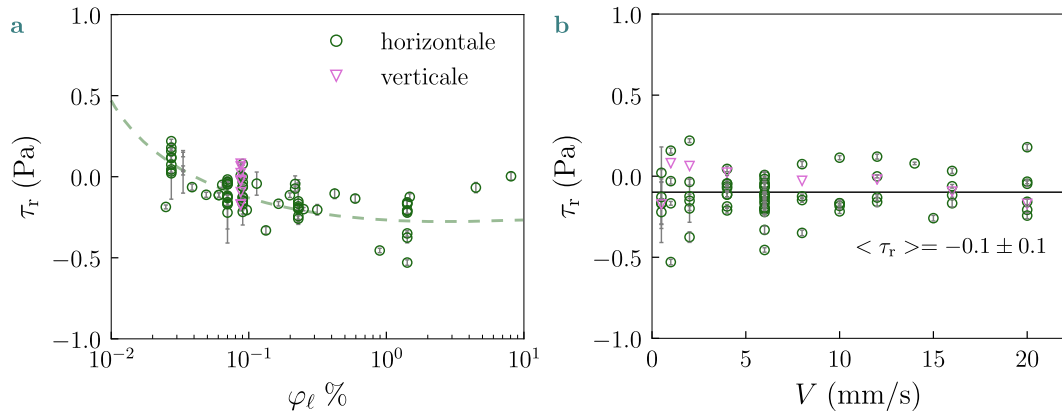 a
1.0
0.5
0.0
−0.5
−1.0
τr (Pa)
horizontale
verticale
10−2
10−1
100
101
φℓ %
b
1.0
0.5
0.0
−0.5
−1.0
τr (Pa)
< τr >= −0.1 ± 0.1
0
5
10
15
20
V (mm/s)